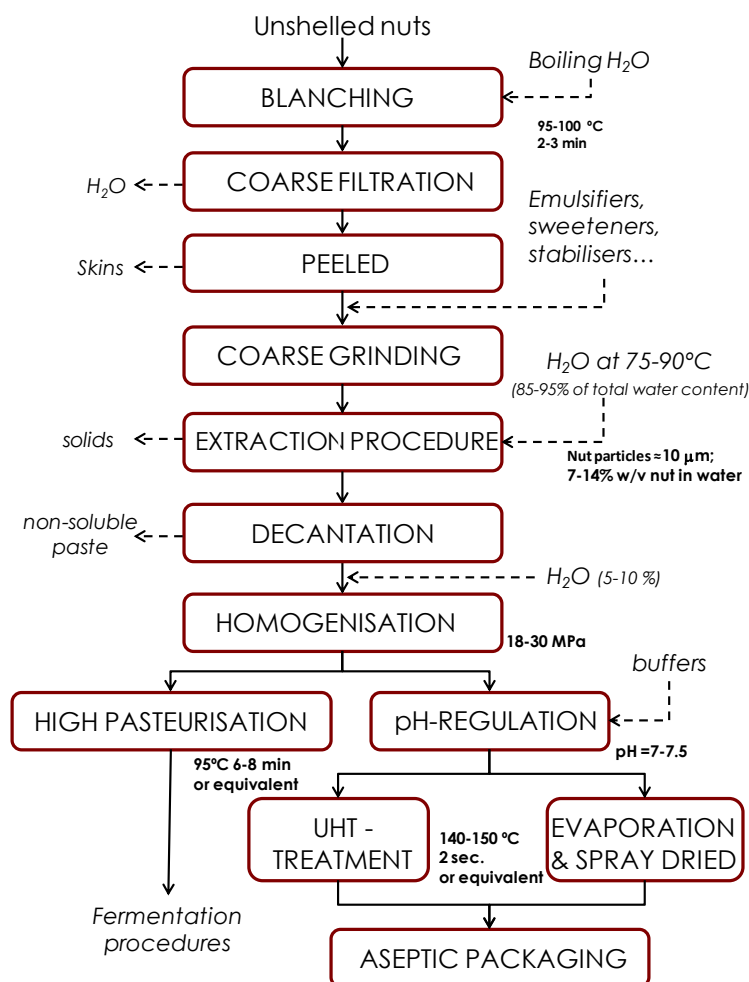 Unshelled nuts
Boiling H₂O
BLANCHING
95-100 ºC
2-3 min
H₂O
COARSE FILTRATION
Emulsifiers,
sweeteners,
stabilisers…
Skins
PEELED
COARSE GRINDING
H₂O at 75-90ºC
(85-95% of total water content)
solids
EXTRACTION PROCEDURE
Nut particles ≈ 10 μm;
7-14% w/v nut in water
non-soluble
paste
DECANTATION
H₂O (5-10 %)
HOMOGENISATION
18-30 MPa
buffers
HIGH PASTEURISATION
pH-REGULATION
95ºC 6-8 min
or equivalent
pH =7-7.5
UHT -
TREATMENT
140-150 ºC
2 sec.
or equivalent
EVAPORATION
& SPRAY DRIED
Fermentation
procedures
ASEPTIC PACKAGING